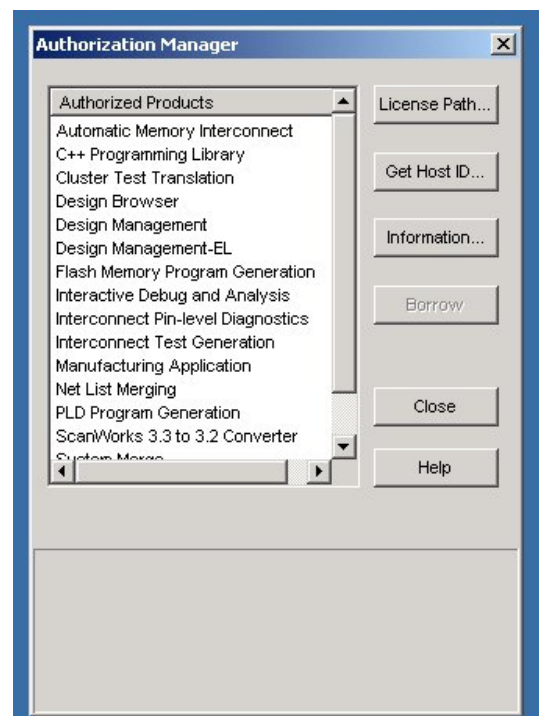 Authorization Manager
Authorized Products
Automatic Memory Interconnect
C++ Programming Library
Cluster Test Translation
Design Browser
Design Management
Design Management-EL
Flash Memory Program Generation
Interactive Debug and Analysis
Interconnect Pin-level Diagnostics
Interconnect Test Generation
Manufacturing Application
Net List Merging
PLD Program Generation
ScanWorks 3.3 to 3.2 Converter
System Merge
License Path...
Get Host ID...
Information...
Borrow
Close
Help